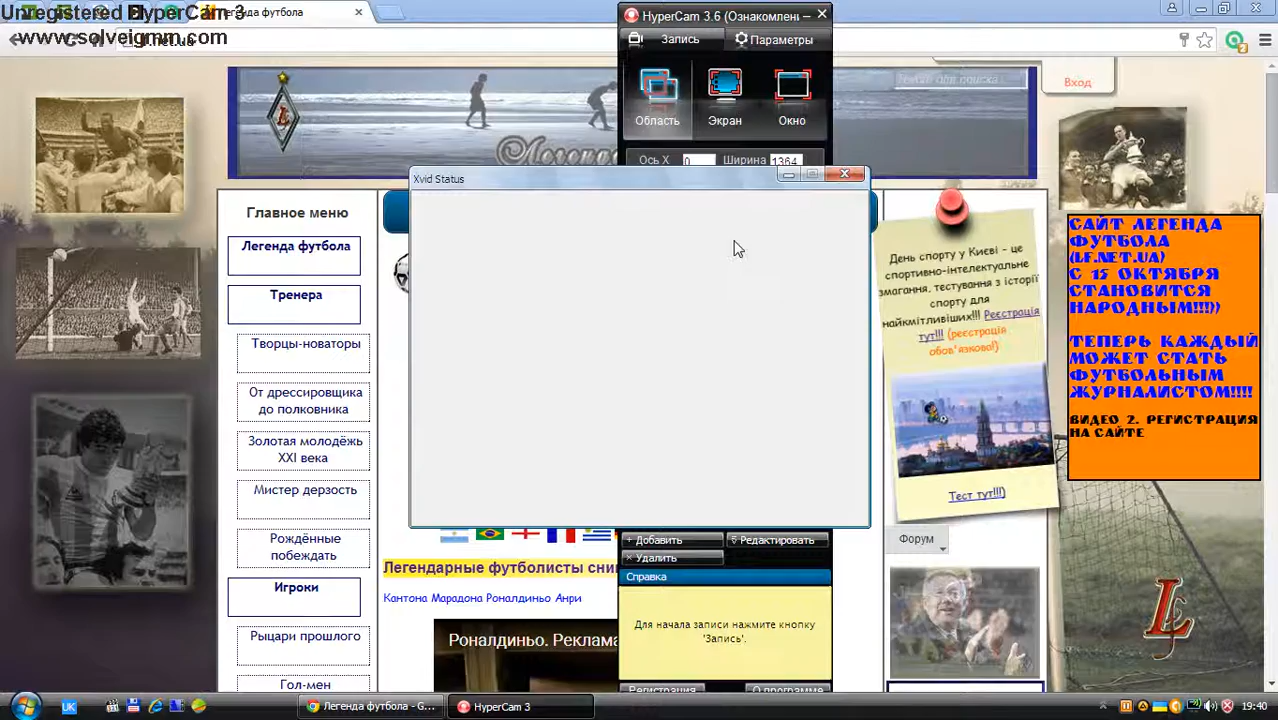 Unregistered HyperCam 3
www.solveigmm.com
Легенда футбола
lf.net.ua
HyperCam 3.6 (Ознакомлени
Запись
Параметры
Область
Экран
Окно
Ось X
0
Ширина
1364
Вход
Xvid Status
Главное меню
Легенда футбола
Тренера
Творцы-новаторы
От дрессировщика
до полковника
Золотая молодёжь
XXI века
Мистер дерзость
Рождённые
побеждать
Игроки
Рыцари прошлого
Гол-мен
День спорту у Києві - це
спортивно-інтелектуальне
змагання, тестування з історії
спорту для
найкмітливіших!!! Реєстрація
тут!!! (реєстрація
обов'язкова!)
Тест тут!!!)
Форум
САЙТ ЛЕГЕНДА
ФУТБОЛА
(LF.NET.UA)
С 15 ОКТЯБРЯ
СТАНОВИТСЯ
НАРОДНЫМ!!!))
ТЕПЕРЬ КАЖДЫЙ
МОЖЕТ СТАТЬ
ФУТБОЛЬНЫМ
ЖУРНАЛИСТОМ!!!!
ВИДЕО 2. РЕГИСТРАЦИЯ
НА САЙТЕ
+ Добавить
Редактировать
× Удалить
Справка
Для начала записи нажмите кнопку
'Запись'.
Регистрация
О программе
Легендарные футболисты сни
Кантона Марадона Роналдиньо Анри
Роналдиньо. Реклама
UK
Легенда футбола - G...
HyperCam 3
19:40